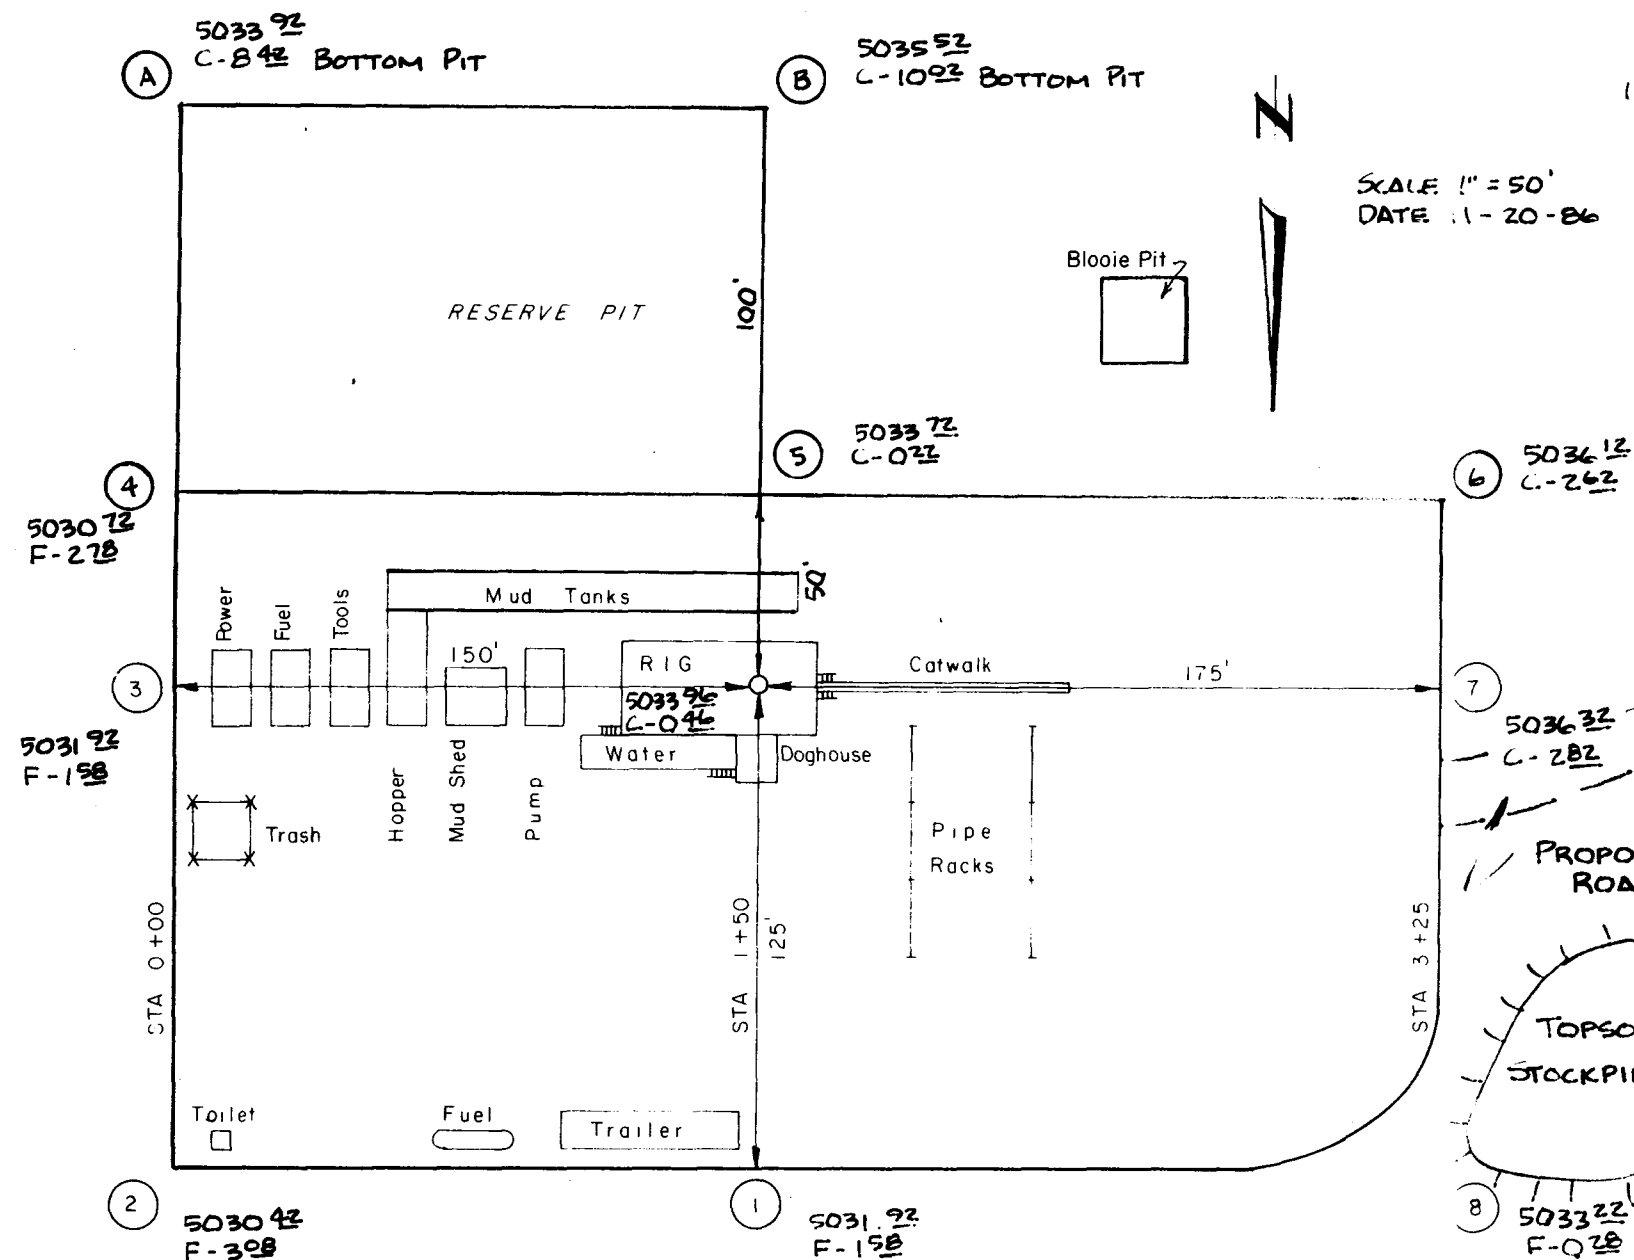 5033 92
C-8 42 BOTTOM PIT
A
5035 52
C-10 02 BOTTOM PIT
B
N
SCALE 1" = 50'
DATE 11-20-86
Blooie Pit
RESERVE PIT
100'
5033 72
C-0 22
5
5036 12
C-2 62
6
4
5030 72
F-2 78
Mud Tanks
50'
Power
Fuel
Tools
150'
RIG
Catwalk
175'
3
7
5033 96
C-0 46
5031 92
F-1 58
5036 32
C-2 82
Water
Doghouse
Hopper
Mud Shed
Pump
Trash
Pipe
Racks
STA 0+00
STA 1+50
125'
STA 3+25
Toilet
Fuel
Trailer
2
5030 42
F-3 08
1
5031.92
F-1 58
8
5033 22
F-0 28